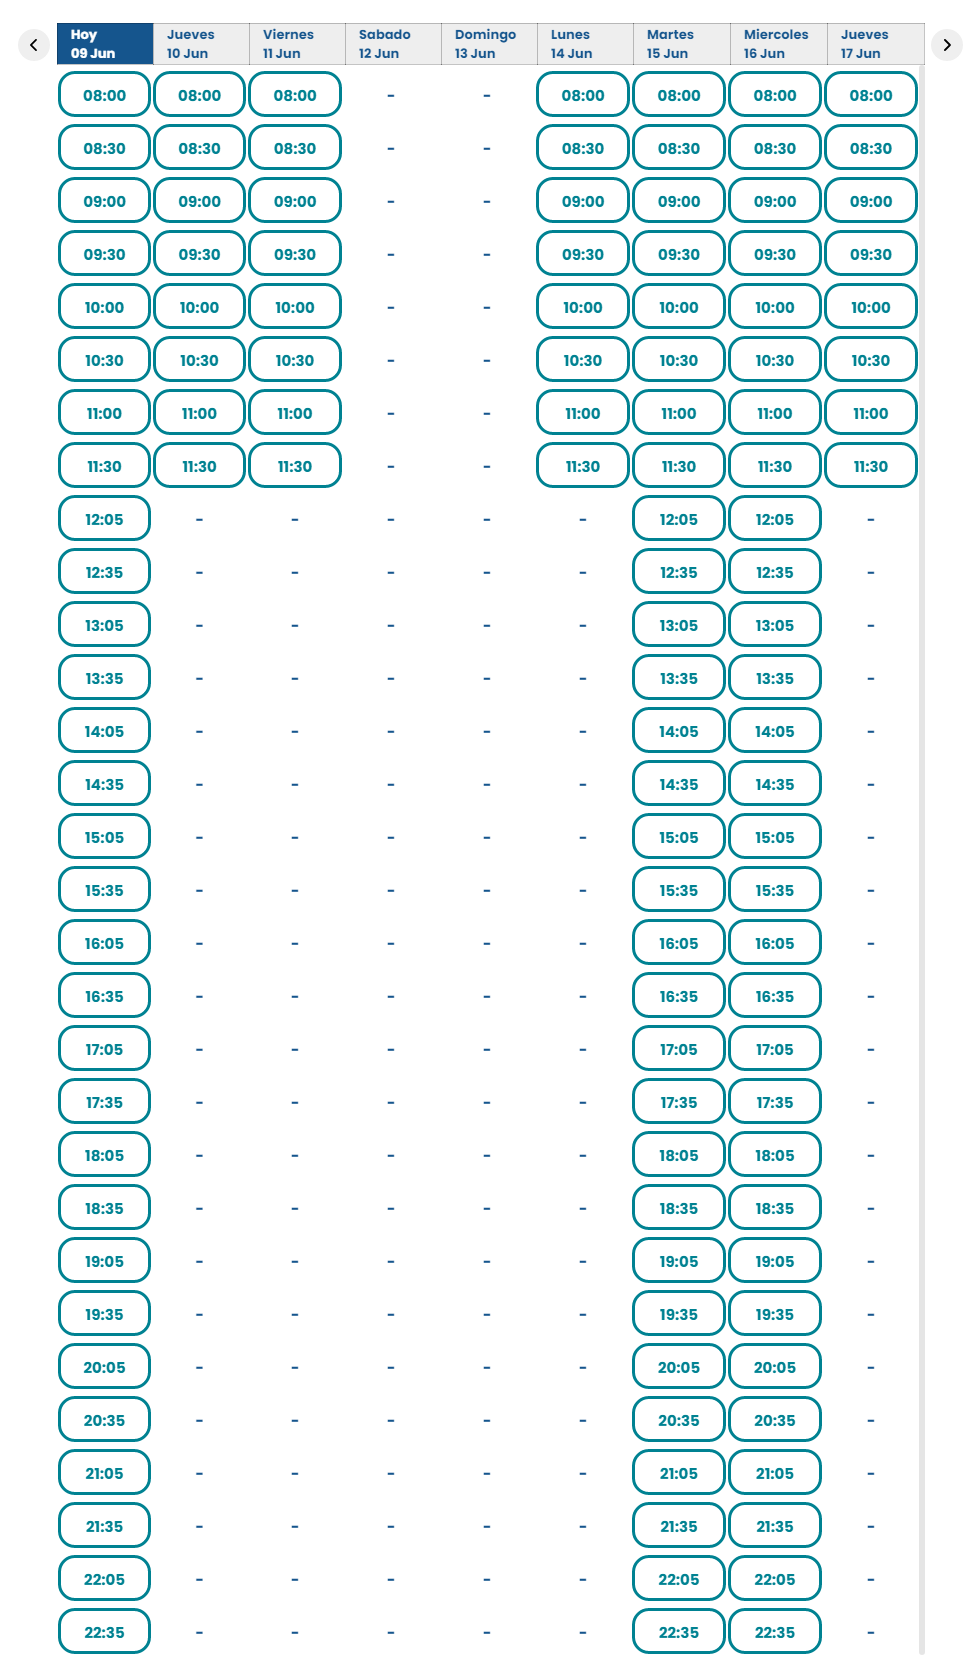 Hoy Jueves Viernes Sabado Domingo Lunes Martes Miercoles Jueves
09 Jun 10 Jun 11 Jun 12 Jun 13 Jun 14 Jun 15 Jun 16 Jun 17 Jun
08:00 08:00 08:00 - - 08:00 08:00 08:00 08:00
08:30 08:30 08:30 - - 08:30 08:30 08:30 08:30
09:00 09:00 09:00 - - 09:00 09:00 09:00 09:00
09:30 09:30 09:30 - - 09:30 09:30 09:30 09:30
10:00 10:00 10:00 - - 10:00 10:00 10:00 10:00
10:30 10:30 10:30 - - 10:30 10:30 10:30 10:30
11:00 11:00 11:00 - - 11:00 11:00 11:00 11:00
11:30 11:30 11:30 - - 11:30 11:30 11:30 11:30
12:05 - - - - - 12:05 12:05 -
12:35 - - - - - 12:35 12:35 -
13:05 - - - - - 13:05 13:05 -
13:35 - - - - - 13:35 13:35 -
14:05 - - - - - 14:05 14:05 -
14:35 - - - - - 14:35 14:35 -
15:05 - - - - - 15:05 15:05 -
15:35 - - - - - 15:35 15:35 -
16:05 - - - - - 16:05 16:05 -
16:35 - - - - - 16:35 16:35 -
17:05 - - - - - 17:05 17:05 -
17:35 - - - - - 17:35 17:35 -
18:05 - - - - - 18:05 18:05 -
18:35 - - - - - 18:35 18:35 -
19:05 - - - - - 19:05 19:05 -
19:35 - - - - - 19:35 19:35 -
20:05 - - - - - 20:05 20:05 -
20:35 - - - - - 20:35 20:35 -
21:05 - - - - - 21:05 21:05 -
21:35 - - - - - 21:35 21:35 -
22:05 - - - - - 22:05 22:05 -
22:35 - - - - - 22:35 22:35 -